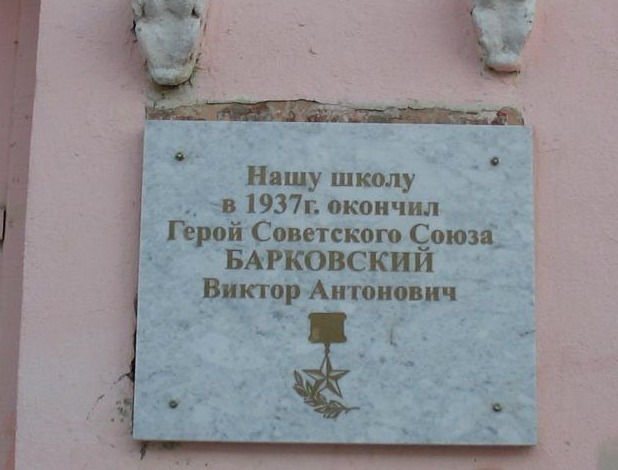 Нашу школу
в 1937г. окончил
Герой Советского Союза
БАРКОВСКИЙ
Виктор Антонович